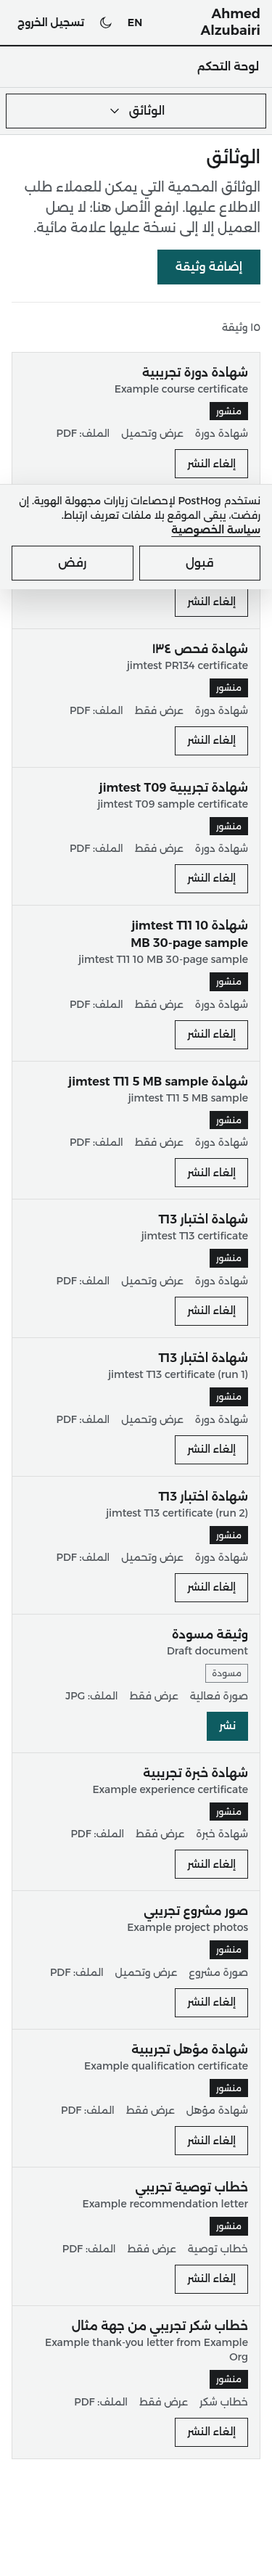 Ahmed
Alzubairi
EN
تسجيل الخروج
لوحة التحكم
الوثائق
الوثائق
الوثائق المحمية التي يمكن للعملاء طلب
الاطلاع عليها. ارفع الأصل هنا؛ لا يصل
العميل إلا إلى نسخة عليها علامة مائية.
إضافة وثيقة
١٥ وثيقة
شهادة دورة تجريبية
Example course certificate
منشور
شهادة دورة عرض وتحميل الملف: PDF
إلغاء النشر
نستخدم PostHog لإحصاءات زيارات مجهولة الهوية. إن
رفضت، يبقى الموقع بلا ملفات تعريف ارتباط.
سياسة الخصوصية
قبول
رفض
إلغاء النشر
شهادة فحص ١٣٤
jimtest PR134 certificate
منشور
شهادة دورة عرض فقط الملف: PDF
إلغاء النشر
شهادة تجريبية jimtest T09
jimtest T09 sample certificate
منشور
شهادة دورة عرض فقط الملف: PDF
إلغاء النشر
شهادة jimtest T11 10
MB 30-page sample
jimtest T11 10 MB 30-page sample
منشور
شهادة دورة عرض فقط الملف: PDF
إلغاء النشر
شهادة jimtest T11 5 MB sample
jimtest T11 5 MB sample
منشور
شهادة دورة عرض فقط الملف: PDF
إلغاء النشر
شهادة اختبار T13
jimtest T13 certificate
منشور
شهادة دورة عرض وتحميل الملف: PDF
إلغاء النشر
شهادة اختبار T13
jimtest T13 certificate (run 1)
منشور
شهادة دورة عرض وتحميل الملف: PDF
إلغاء النشر
شهادة اختبار T13
jimtest T13 certificate (run 2)
منشور
شهادة دورة عرض وتحميل الملف: PDF
إلغاء النشر
وثيقة مسودة
Draft document
مسودة
صورة فعالية عرض فقط الملف: JPG
نشر
شهادة خبرة تجريبية
Example experience certificate
منشور
شهادة خبرة عرض فقط الملف: PDF
إلغاء النشر
صور مشروع تجريبي
Example project photos
منشور
صورة مشروع عرض وتحميل الملف: PDF
إلغاء النشر
شهادة مؤهل تجريبية
Example qualification certificate
منشور
شهادة مؤهل عرض فقط الملف: PDF
إلغاء النشر
خطاب توصية تجريبي
Example recommendation letter
منشور
خطاب توصية عرض فقط الملف: PDF
إلغاء النشر
خطاب شكر تجريبي من جهة مثال
Example thank-you letter from Example
Org
منشور
خطاب شكر عرض فقط الملف: PDF
إلغاء النشر